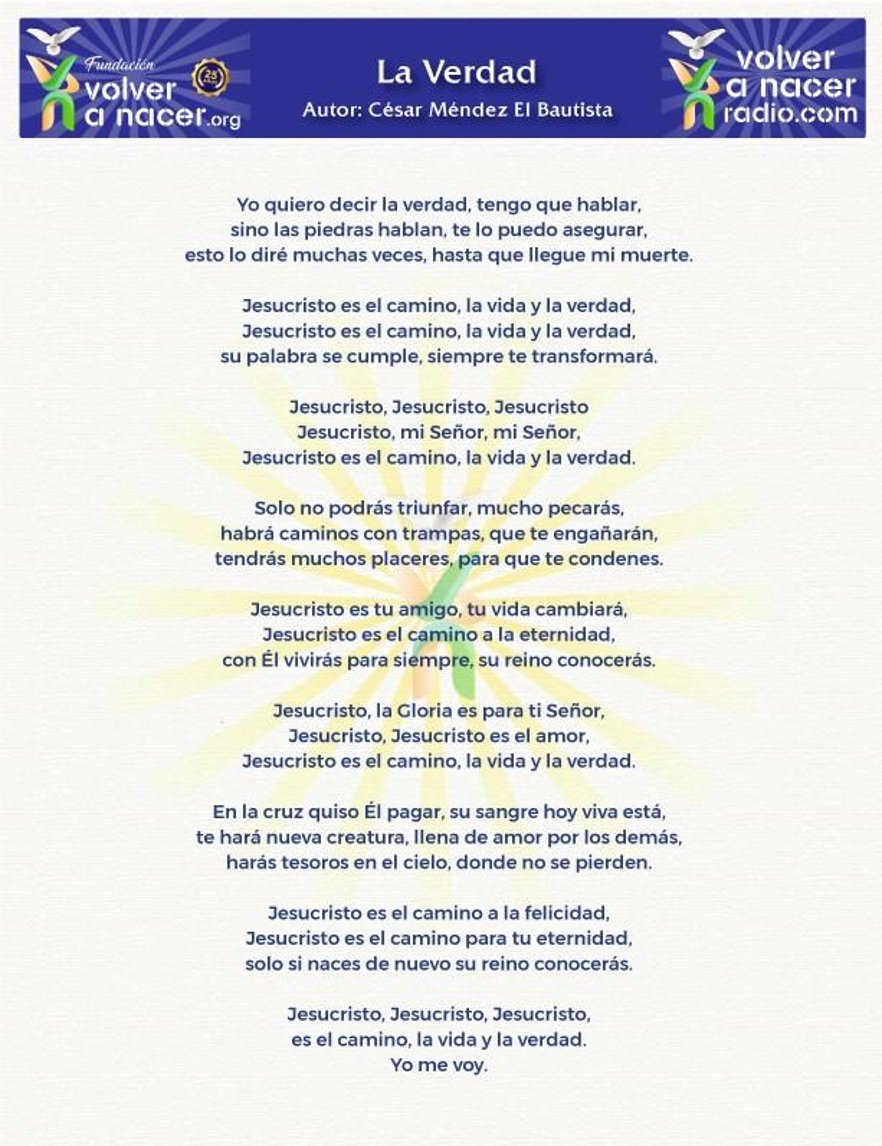 Fundación
volver
a nacer.org
25
La Verdad
Autor: César Méndez El Bautista
volver
a nacer
radio.com
Yo quiero decir la verdad, tengo que hablar,
sino las piedras hablan, te lo puedo asegurar,
esto lo diré muchas veces, hasta que llegue mi muerte.
Jesucristo es el camino, la vida y la verdad,
Jesucristo es el camino, la vida y la verdad,
su palabra se cumple, siempre te transformará.
Jesucristo, Jesucristo, Jesucristo
Jesucristo, mi Señor, mi Señor,
Jesucristo es el camino, la vida y la verdad.
Solo no podrás triunfar, mucho pecarás,
habrá caminos con trampas, que te engañarán,
tendrás muchos placeres, para que te condenes.
Jesucristo es tu amigo, tu vida cambiará,
Jesucristo es el camino a la eternidad,
con Él vivirás para siempre, su reino conocerás.
Jesucristo, la Gloria es para ti Señor,
Jesucristo, Jesucristo es el amor,
Jesucristo es el camino, la vida y la verdad.
En la cruz quiso Él pagar, su sangre hoy viva está,
te hará nueva creatura, llena de amor por los demás,
harás tesoros en el cielo, donde no se pierden.
Jesucristo es el camino a la felicidad,
Jesucristo es el camino para tu eternidad,
solo si naces de nuevo su reino conocerás.
Jesucristo, Jesucristo, Jesucristo,
es el camino, la vida y la verdad.
Yo me voy.